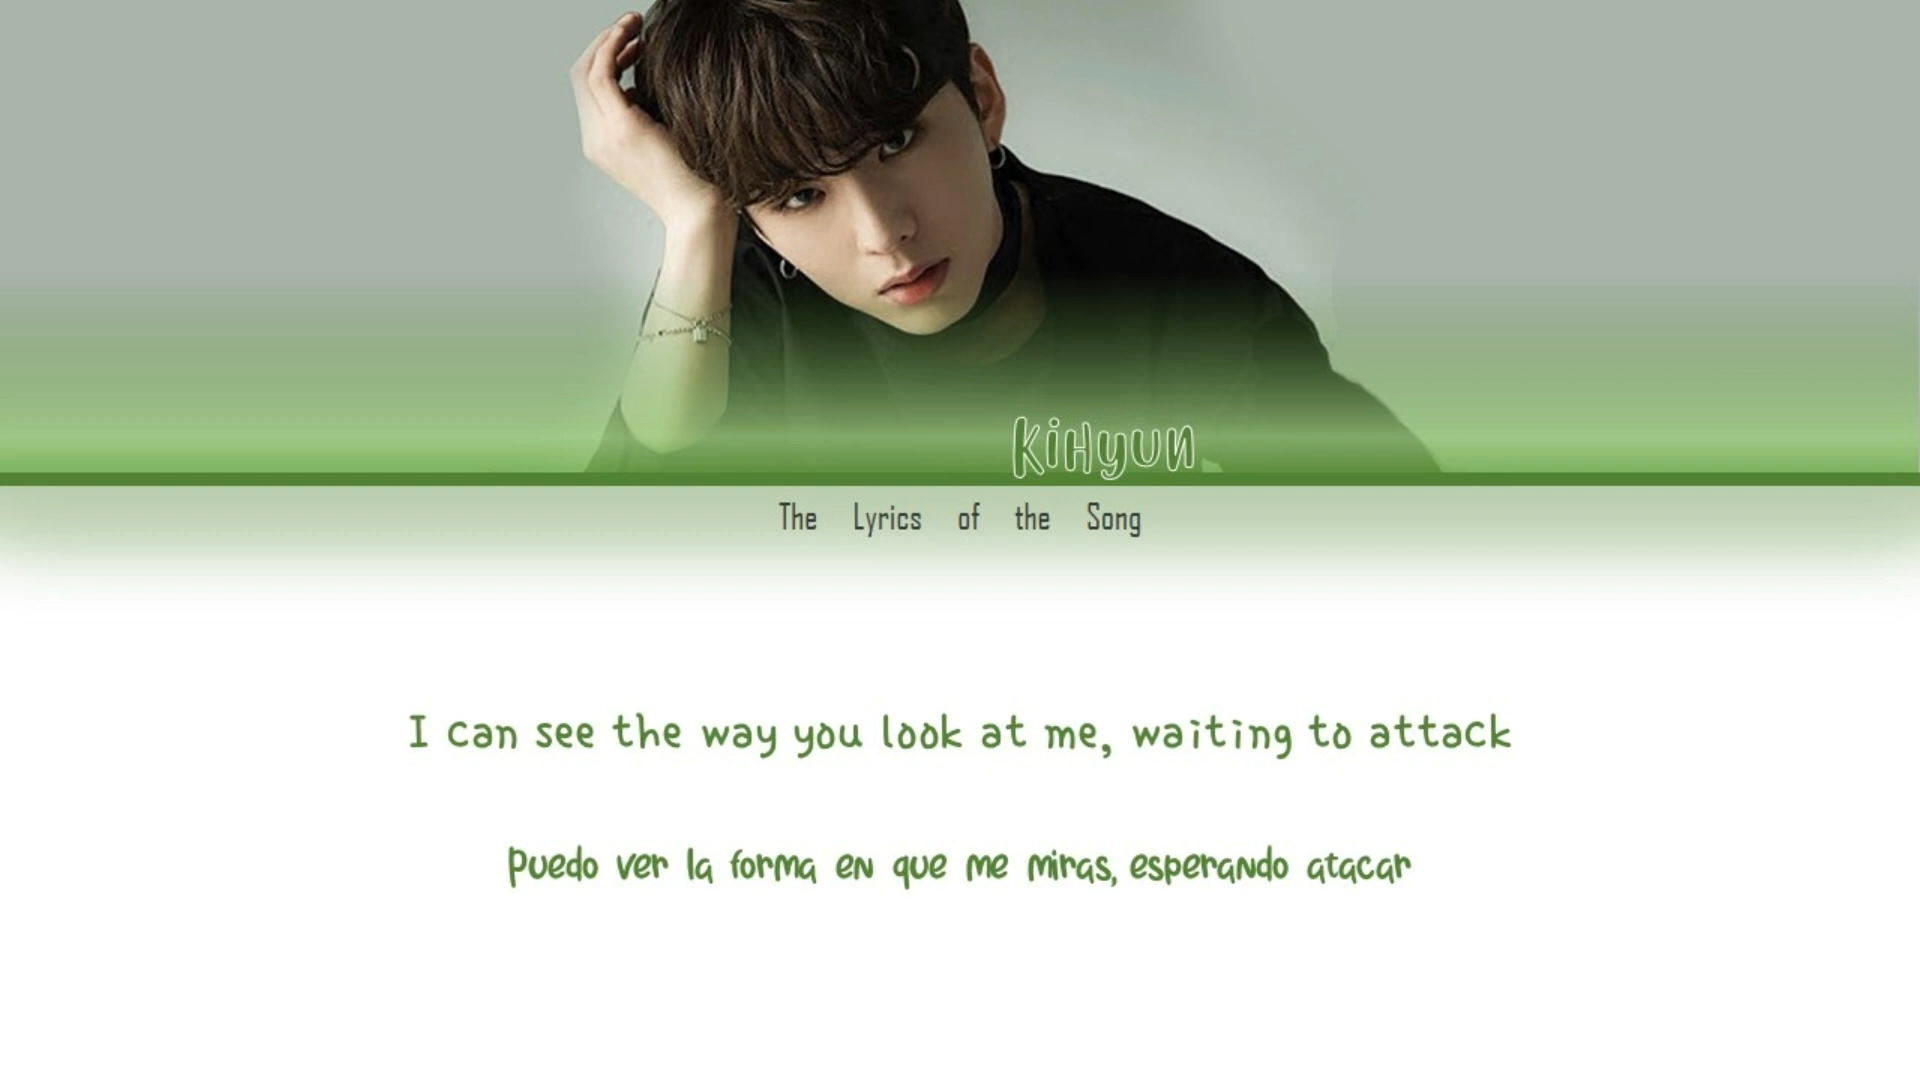 KiHyun
The Lyrics of the Song
I can see the way you look at me, waiting to attack
Puedo ver la forma en que me miras, esperando atacar